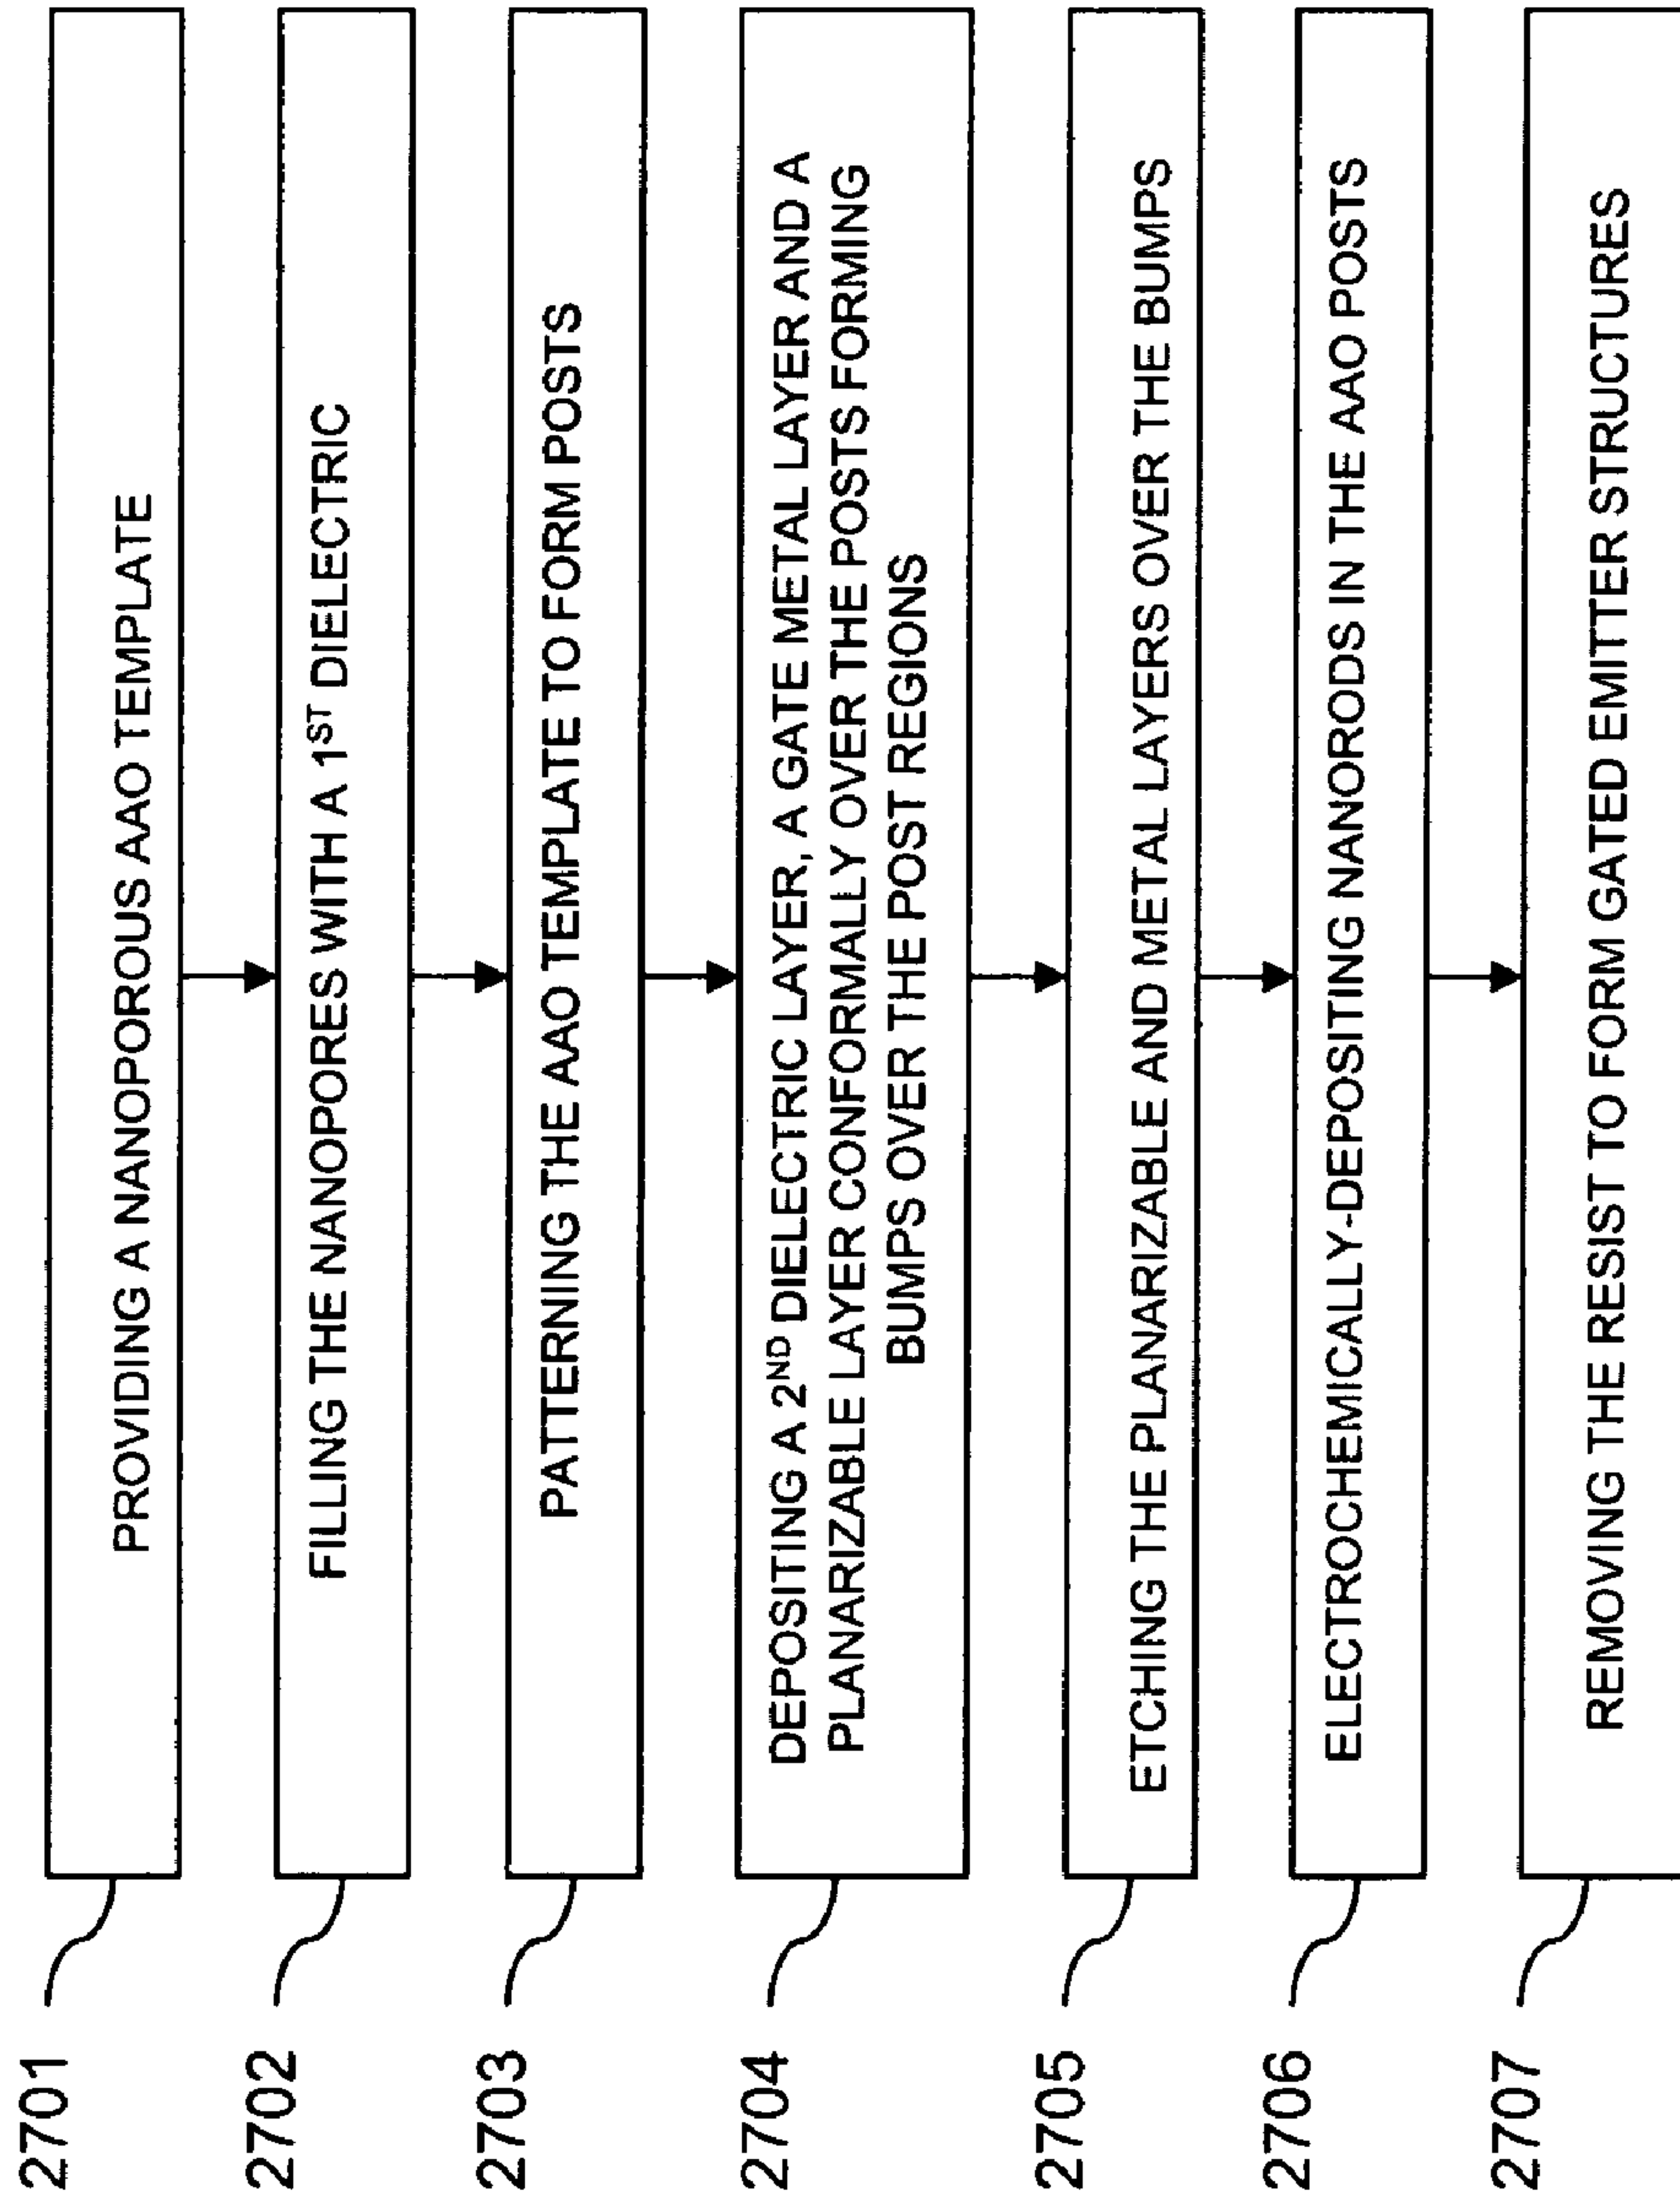 2701
PROVIDING A NANOPOROUS AAO TEMPLATE
2702
FILLING THE NANOPORES WITH A 1ST DIELECTRIC
2703
PATTERNING THE AAO TEMPLATE TO FORM POSTS
2704
DEPOSITING A 2ND DIELECTRIC LAYER, A GATE METAL LAYER AND A
PLANARIZABLE LAYER CONFORMALLY OVER THE POSTS FORMING
BUMPS OVER THE POST REGIONS
2705
ETCHING THE PLANARIZABLE AND METAL LAYERS OVER THE BUMPS
2706
ELECTROCHEMICALLY-DEPOSITING NANORODS IN THE AAO POSTS
2707
REMOVING THE RESIST TO FORM GATED EMITTER STRUCTURES